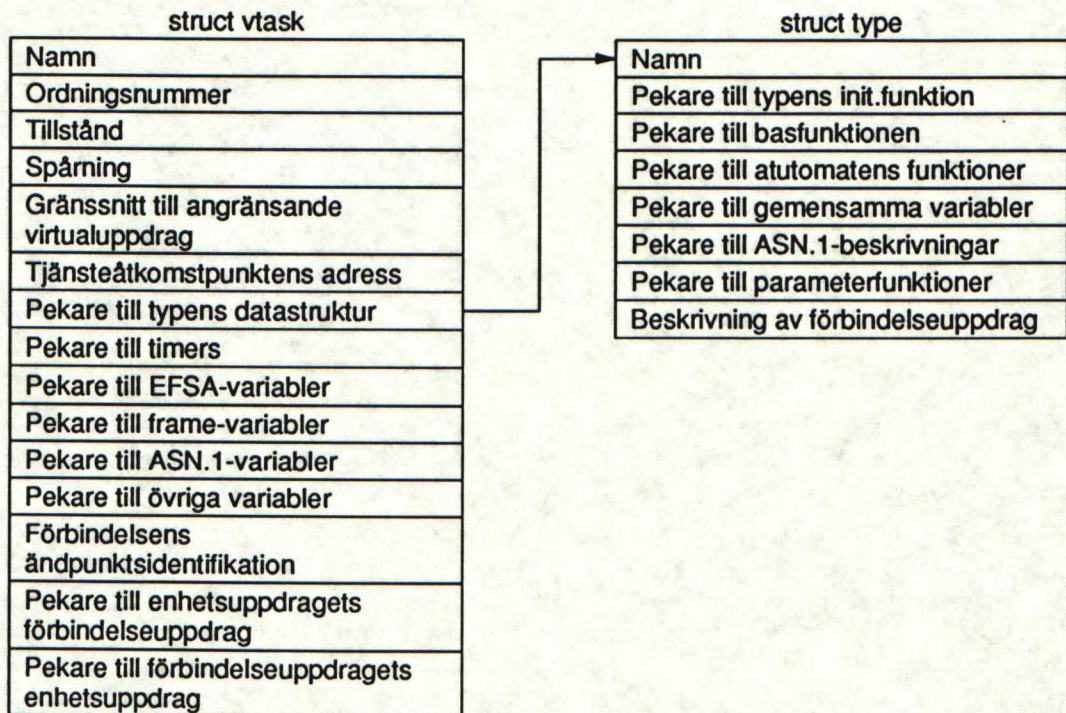 struct vtask
Namn
Ordningsnummer
Tillstånd
Spårning
Gränssnitt till angränsande
virtualuppdrag
Tjänsteåtkomstpunktens adress
Pekare till typens datastruktur
Pekare till timers
Pekare till EFSA-variabler
Pekare till frame-variabler
Pekare till ASN.1-variabler
Pekare till övriga variabler
Förbindelsens
ändpunktsidentifikation
Pekare till enhetsuppdragets
förbindelseuppdrag
Pekare till förbindelseuppdragets
enhetsuppdrag
struct type
Namn
Pekare till typens init.funktion
Pekare till basfunktionen
Pekare till atutomatens funktioner
Pekare till gemensamma variabler
Pekare till ASN.1-beskrivningar
Pekare till parameterfunktioner
Beskrivning av förbindelseuppdrag